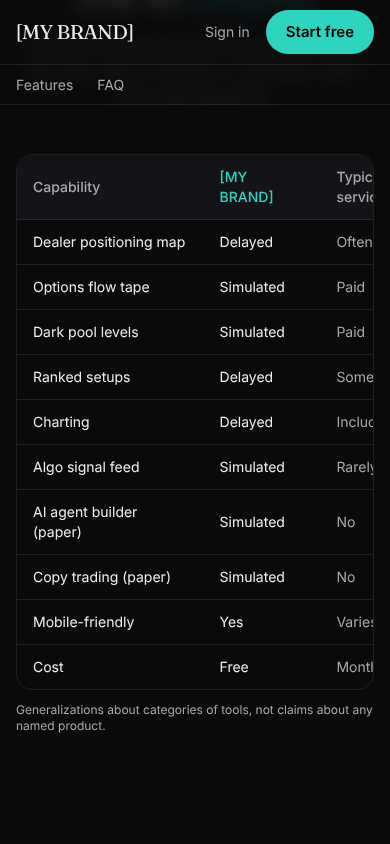 [MY BRAND]
Sign in
Start free
Features
FAQ
Capability
[MY
BRAND]
Typic
servic
Dealer positioning map
Delayed
Often
Options flow tape
Simulated
Paid
Dark pool levels
Simulated
Paid
Ranked setups
Delayed
Some
Charting
Delayed
Includ
Algo signal feed
Simulated
Rarely
AI agent builder
(paper)
Simulated
No
Copy trading (paper)
Simulated
No
Mobile-friendly
Yes
Varies
Cost
Free
Month
Generalizations about categories of tools, not claims about any
named product.